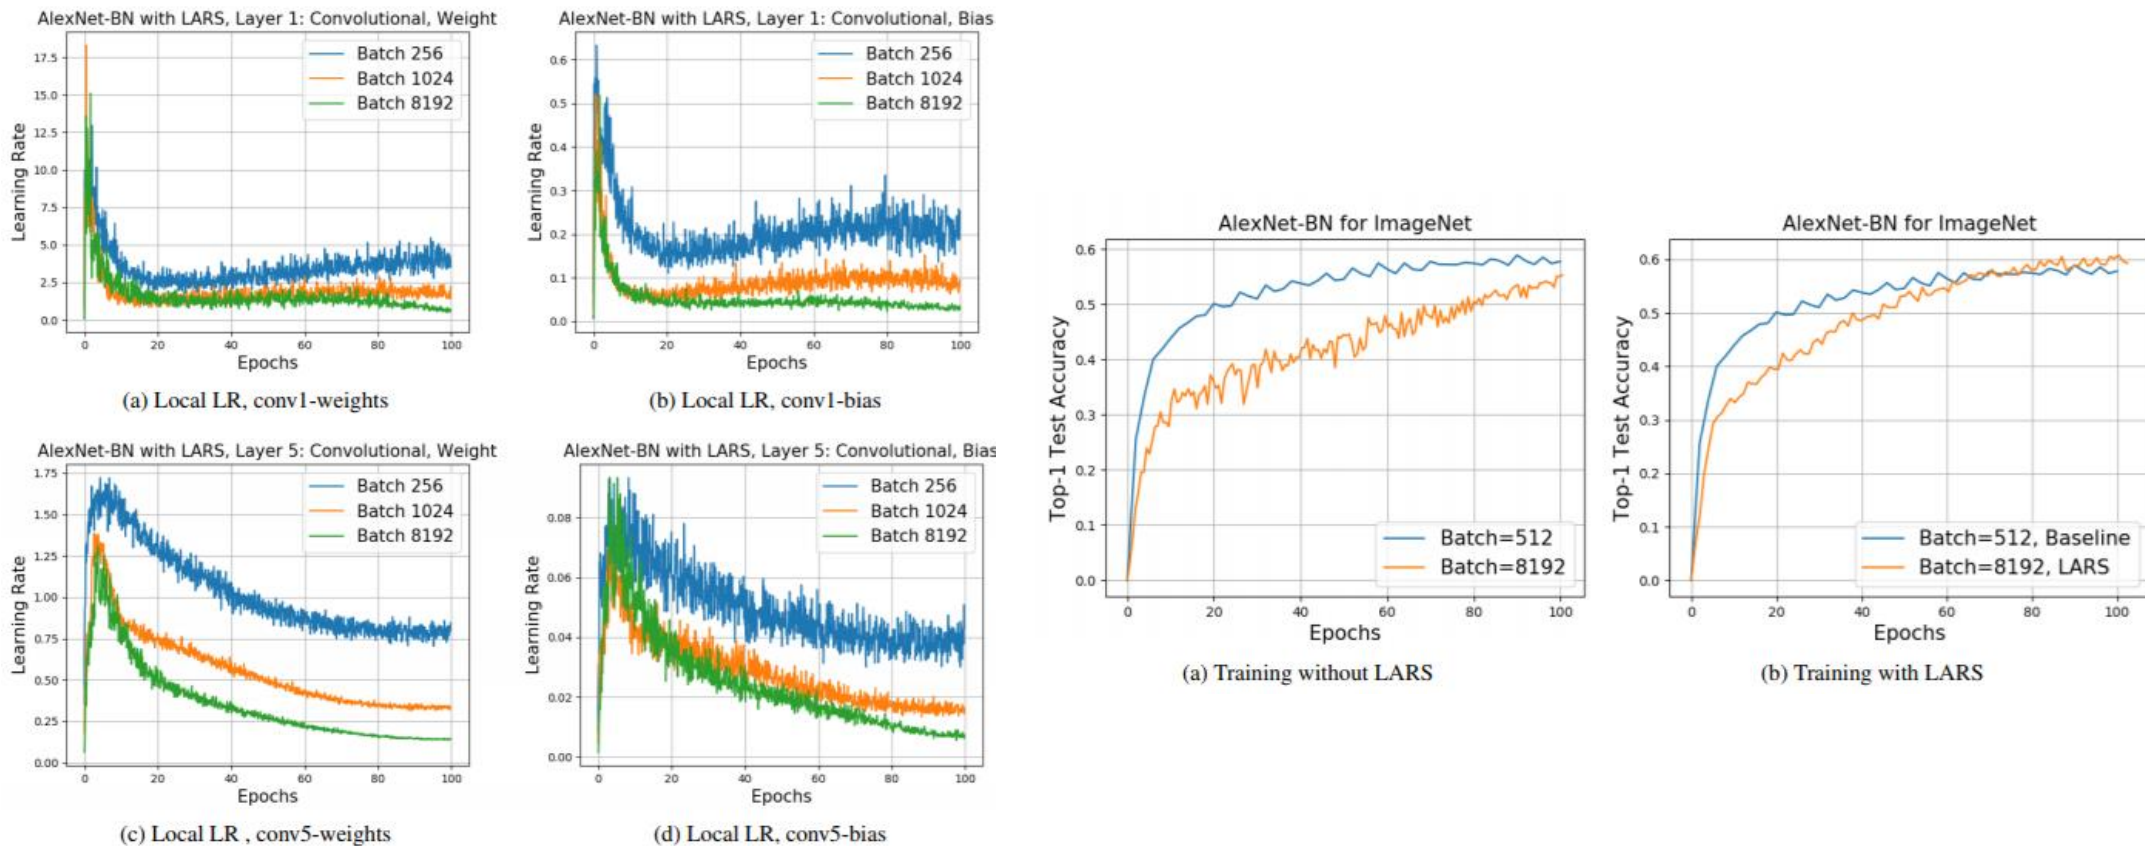 AlexNet-BN with LARS, Layer 1: Convolutional, Weight
17.5
15.0
12.5
10.0
7.5
5.0
2.5
0.0
Learning Rate
Batch 256
Batch 1024
Batch 8192
0 20 40 60 80 100
Epochs
(a) Local LR, conv1-weights
AlexNet-BN with LARS, Layer 1: Convolutional, Bias
0.6
0.5
0.4
0.3
0.2
0.1
0.0
Learning Rate
Batch 256
Batch 1024
Batch 8192
0 20 40 60 80 100
Epochs
(b) Local LR, conv1-bias
AlexNet-BN with LARS, Layer 5: Convolutional, Weight
1.75
1.50
1.25
1.00
0.75
0.50
0.25
0.00
Learning Rate
Batch 256
Batch 1024
Batch 8192
0 20 40 60 80 100
Epochs
(c) Local LR , conv5-weights
AlexNet-BN with LARS, Layer 5: Convolutional, Bias
0.08
0.06
0.04
0.02
0.00
Learning Rate
Batch 256
Batch 1024
Batch 8192
0 20 40 60 80 100
Epochs
(d) Local LR, conv5-bias
AlexNet-BN for ImageNet
0.6
0.5
0.4
0.3
0.2
0.1
0.0
Top-1 Test Accuracy
Batch=512
Batch=8192
0 20 40 60 80 100
Epochs
(a) Training without LARS
AlexNet-BN for ImageNet
0.6
0.5
0.4
0.3
0.2
0.1
0.0
Top-1 Test Accuracy
Batch=512, Baseline
Batch=8192, LARS
0 20 40 60 80 100
Epochs
(b) Training with LARS